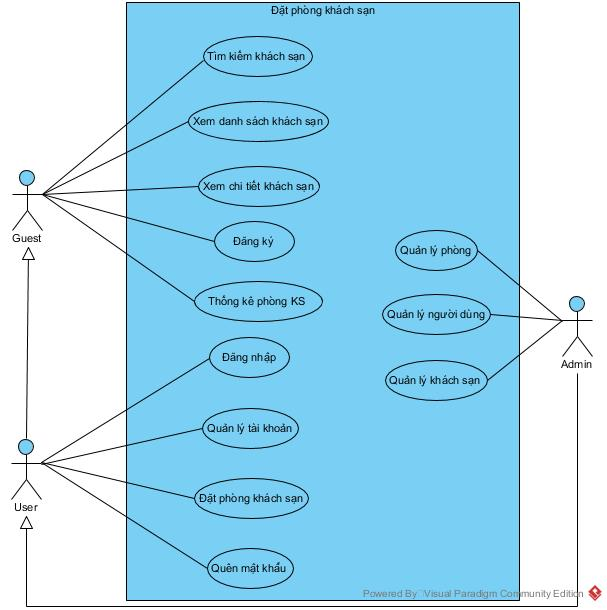 Đặt phòng khách sạn
Tìm kiếm khách sạn
Xem danh sách khách sạn
Xem chi tiết khách sạn
Guest
Đăng ký
Quản lý phòng
Thống kê phòng KS
Quản lý người dùng
Đăng nhập
Admin
Quản lý khách sạn
Quản lý tài khoản
Đặt phòng khách sạn
User
Quên mật khẩu
Powered By Visual Paradigm Community Edition